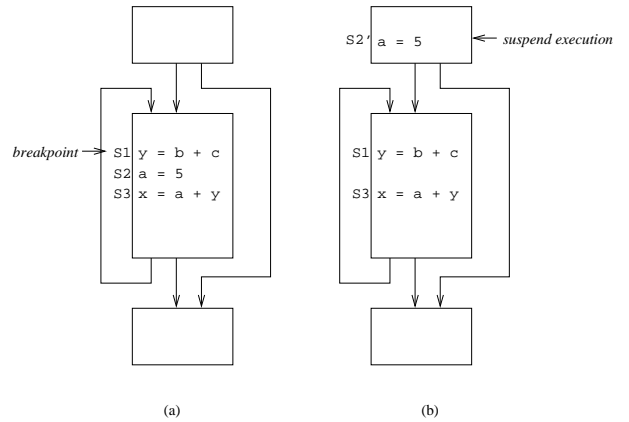 S2' a = 5
suspend execution
breakpoint
S1 y = b + c
S2 a = 5
S3 x = a + y
S1 y = b + c
S3 x = a + y
(a)
(b)